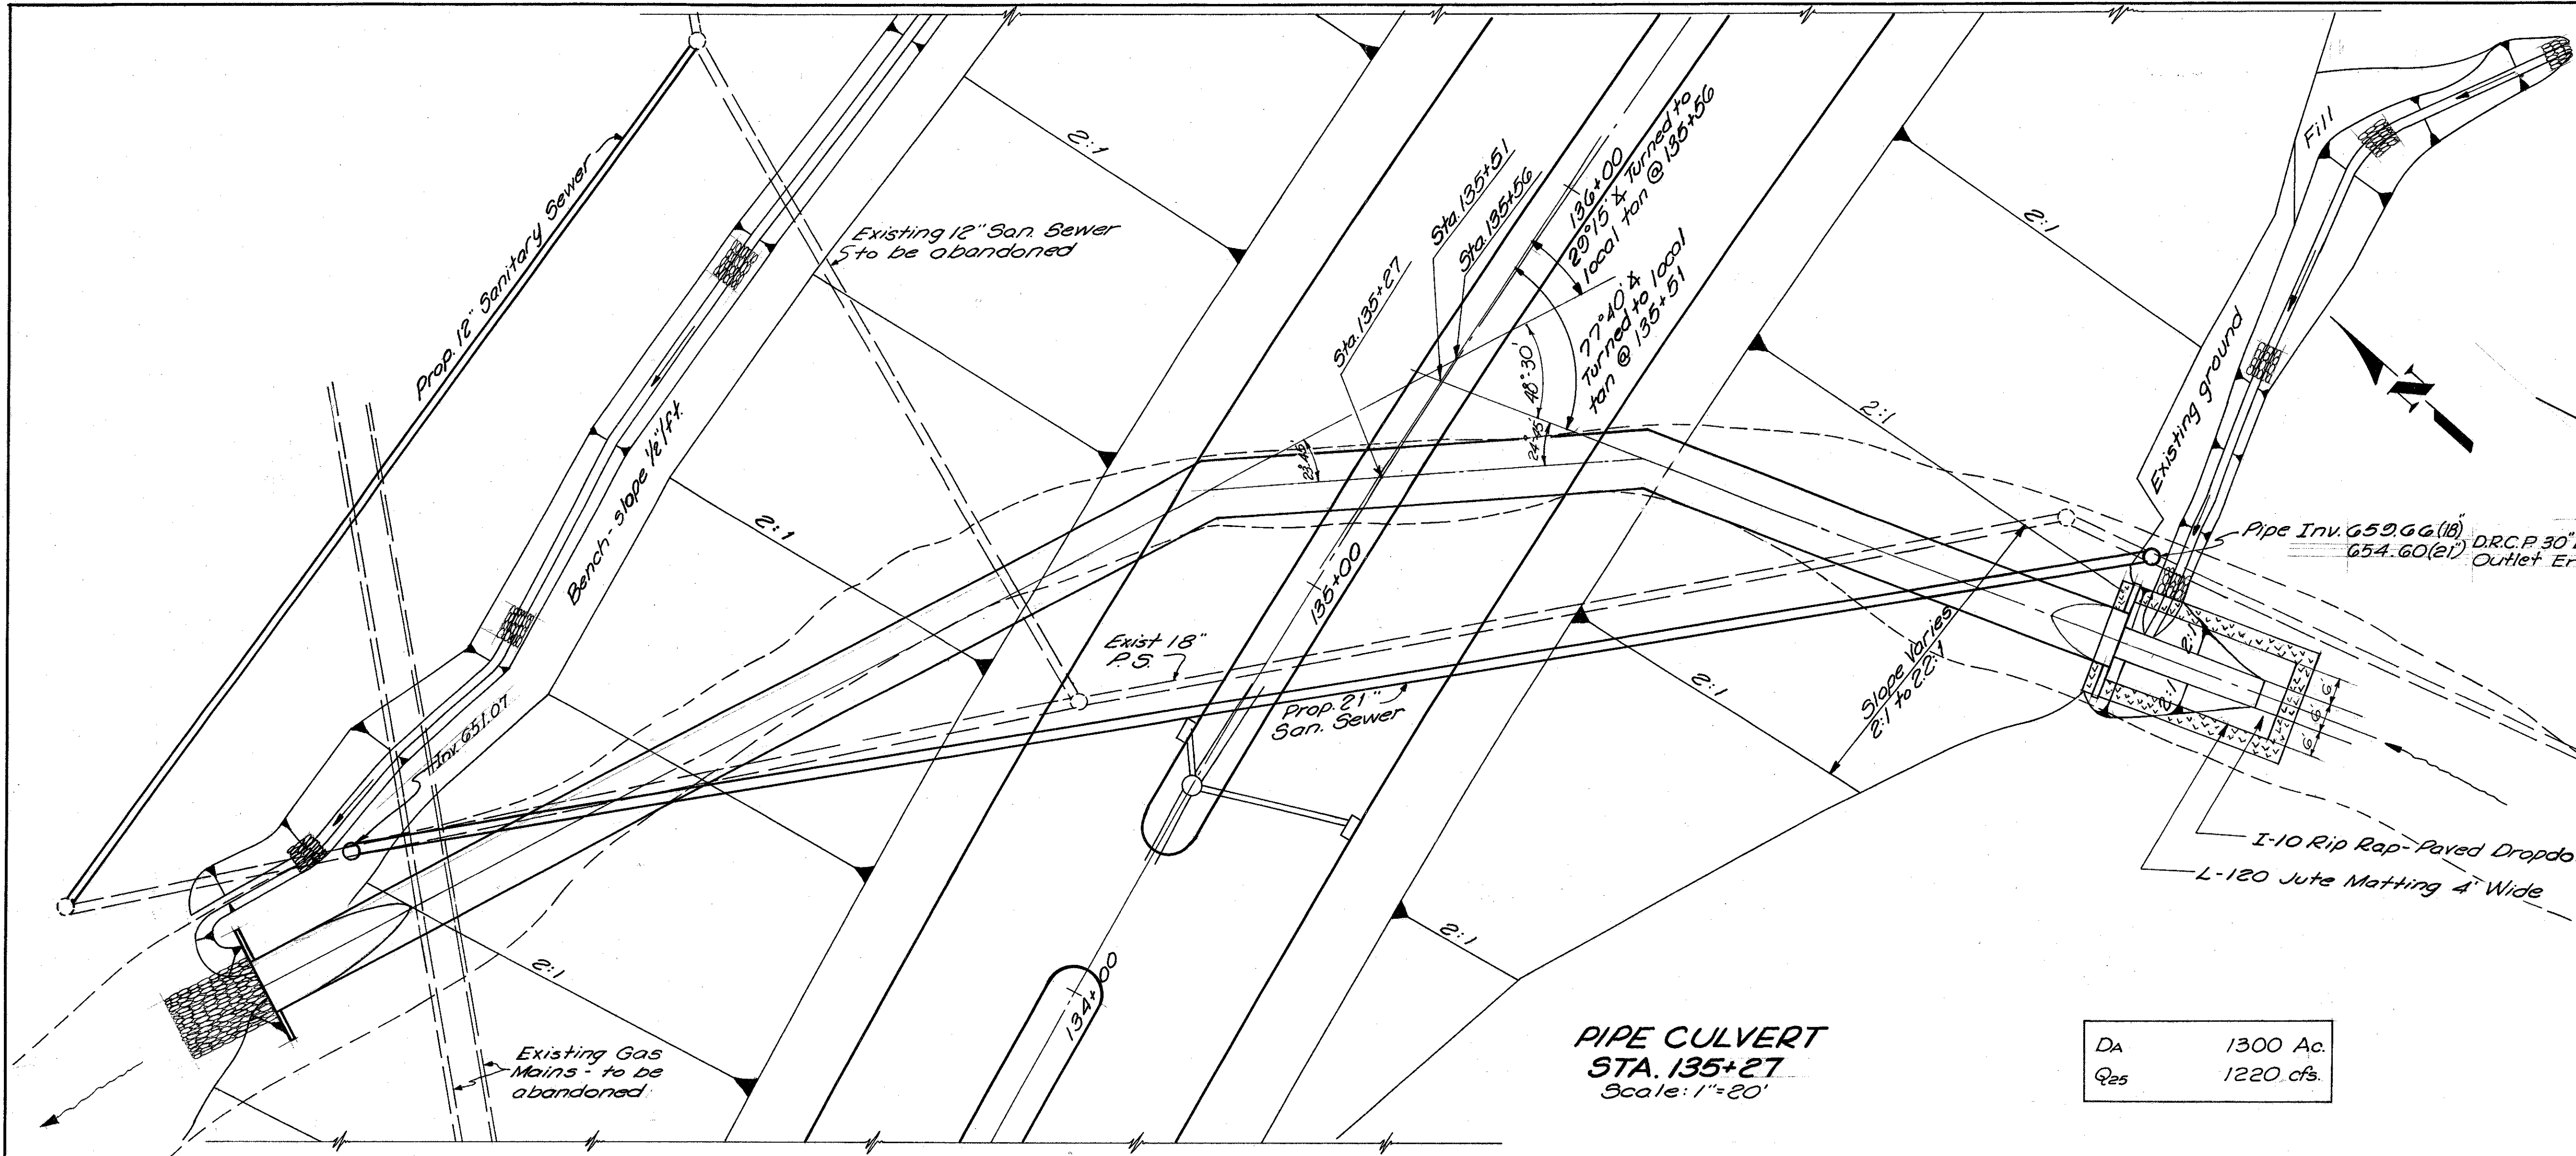 Prop. 12" Sanitary Sewer
Existing 12" San. Sewer
to be abandoned
2:1
Bench - slope 1/2"/ft.
2:1
Sta. 135+27
Sta. 135+51
Sta. 135+56
136+00
29°15' ∡ Turned to
local tan @ 135+56
77°40' ∡
Turned to local
tan @ 135+51
48°-30'
24°-45'
23°45'
2:1
2:1
Fill
Existing ground
N
Pipe Inv. 659.66 (18")
654.60 (21")
D.R.C.P. 30"
Outlet
135+00
Exist 18"
P.S.
Prop. 21"
San. Sewer
2:1
Slope Varies
2:1 to 2.2:1
2:1
2:1
6'
6'
6'
I-10 Rip Rap-Paved
L-120 Jute Matting 4' Wide
Inv. 651.07
2:1
2:1
134+00
Existing Gas
Mains - to be
abandoned
PIPE CULVERT
STA. 135+27
Scale: 1"=20'
DA 1300 Ac.
Q25 1220 cfs.